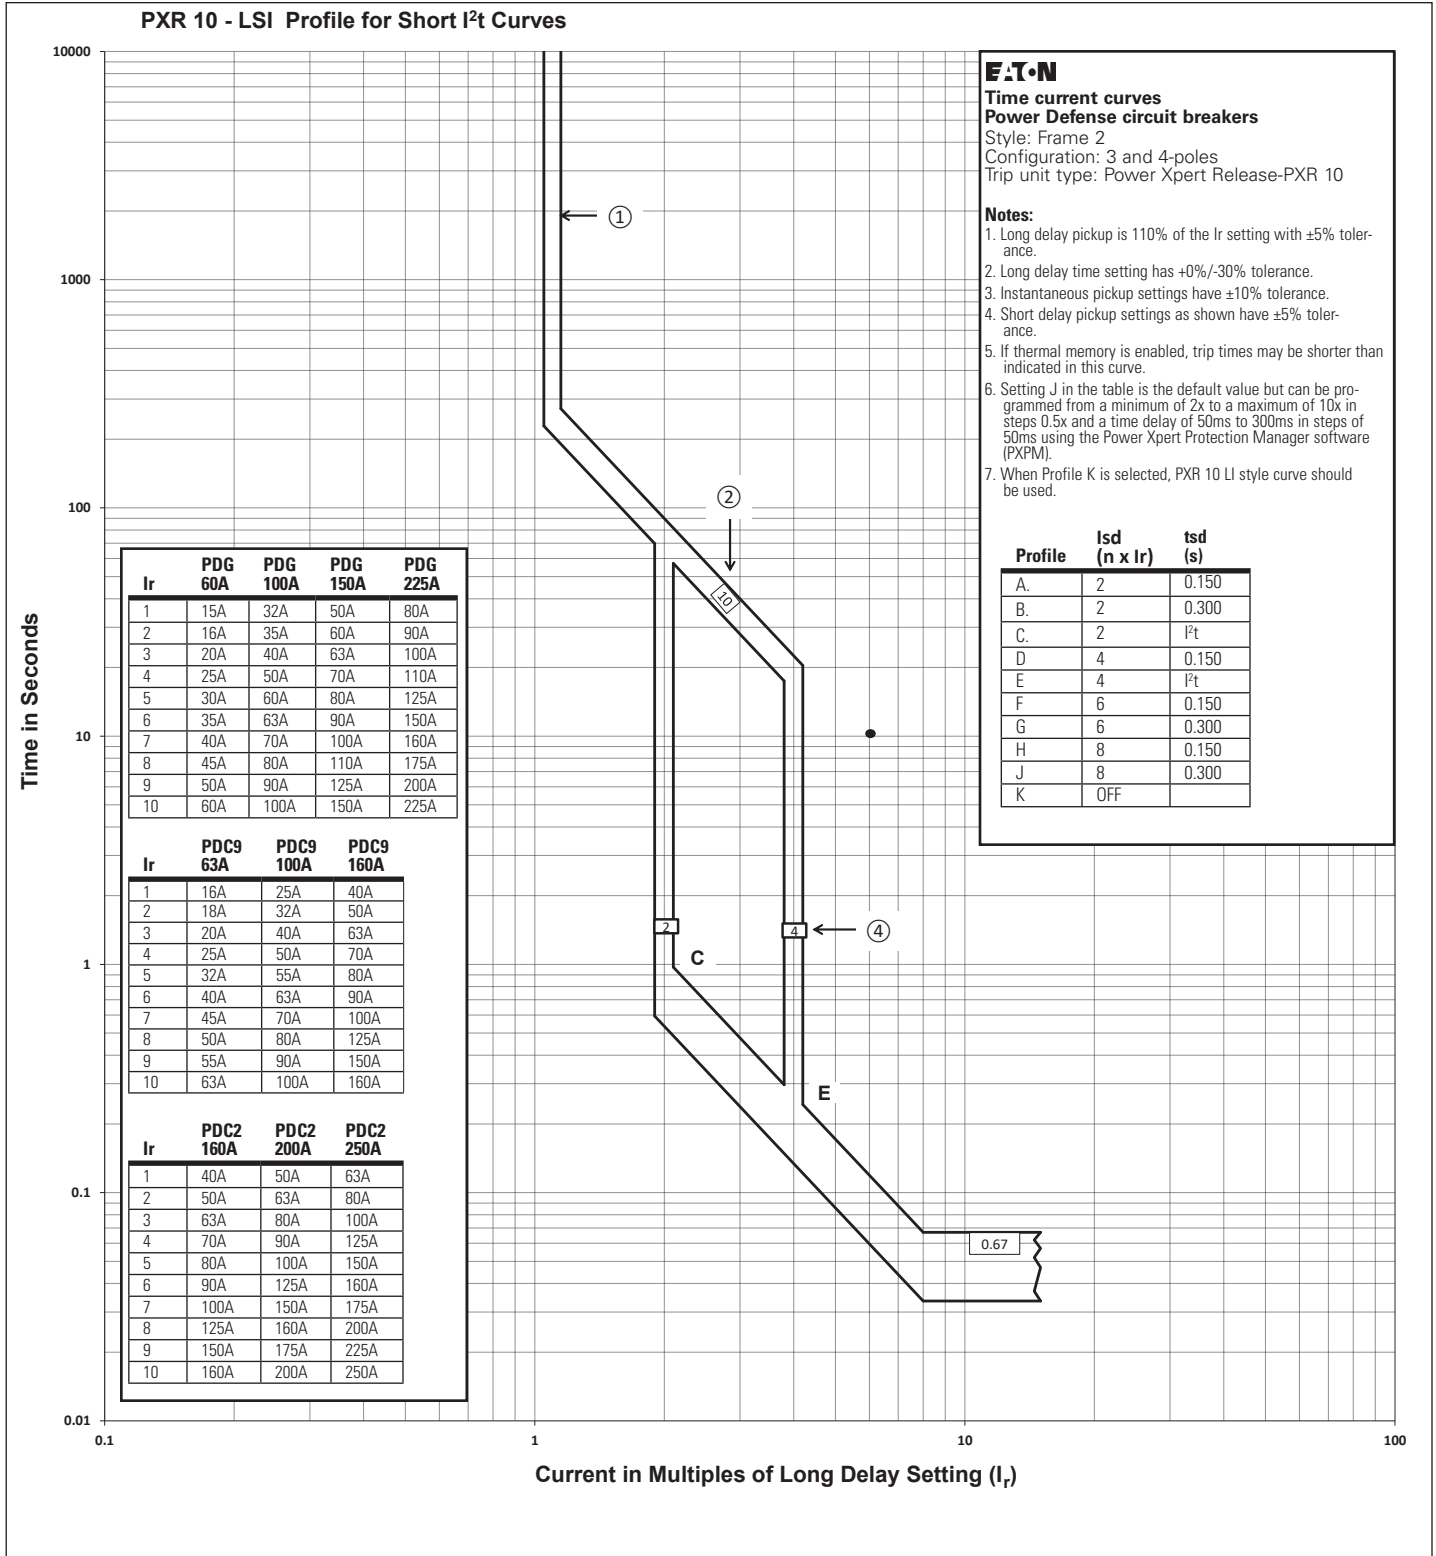 PXR 10 - LSI Profile for Short I²t Curves
10000
1000
100
10
1
0.1
0.01
Time in Seconds
0.1
1
10
100
Current in Multiples of Long Delay Setting (Ir)
①
②
10
2
4
④
C
E
0.67
EATON
Time current curves
Power Defense circuit breakers
Style: Frame 2
Configuration: 3 and 4-poles
Trip unit type: Power Xpert Release-PXR 10
Notes:
1. Long delay pickup is 110% of the Ir setting with ±5% toler-
ance.
2. Long delay time setting has +0%/-30% tolerance.
3. Instantaneous pickup settings have ±10% tolerance.
4. Short delay pickup settings as shown have ±5% toler-
ance.
5. If thermal memory is enabled, trip times may be shorter than
indicated in this curve.
6. Setting J in the table is the default value but can be pro-
grammed from a minimum of 2x to a maximum of 10x in
steps 0.5x and a time delay of 50ms to 300ms in steps of
50ms using the Power Xpert Protection Manager software
(PXPM).
7. When Profile K is selected, PXR 10 LI style curve should
be used.
Profile Isd (n x Ir) tsd (s)
A. 2 0.150
B. 2 0.300
C. 2 I²t
D 4 0.150
E 4 I²t
F 6 0.150
G 6 0.300
H 8 0.150
J 8 0.300
K OFF
Ir PDG 60A PDG 100A PDG 150A PDG 225A
1 15A 32A 50A 80A
2 16A 35A 60A 90A
3 20A 40A 63A 100A
4 25A 50A 70A 110A
5 30A 60A 80A 125A
6 35A 63A 90A 150A
7 40A 70A 100A 160A
8 45A 80A 110A 175A
9 50A 90A 125A 200A
10 60A 100A 150A 225A
Ir PDC9 63A PDC9 100A PDC9 160A
1 16A 25A 40A
2 18A 32A 50A
3 20A 40A 63A
4 25A 50A 70A
5 32A 55A 80A
6 40A 63A 90A
7 45A 70A 100A
8 50A 80A 125A
9 55A 90A 150A
10 63A 100A 160A
Ir PDC2 160A PDC2 200A PDC2 250A
1 40A 50A 63A
2 50A 63A 80A
3 63A 80A 100A
4 70A 90A 125A
5 80A 100A 150A
6 90A 125A 160A
7 100A 150A 175A
8 125A 160A 200A
9 150A 175A 225A
10 160A 200A 250A